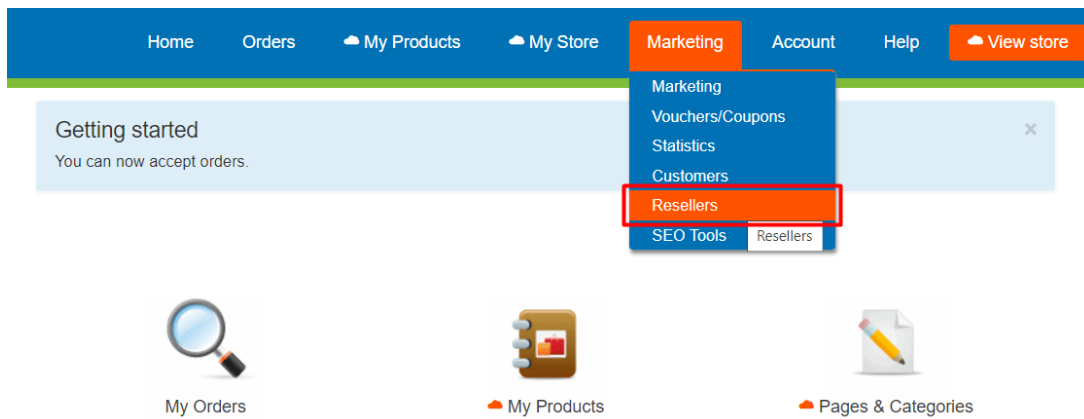 Home Orders My Products My Store Marketing Account Help View store
Marketing
Vouchers/Coupons
Statistics
Customers
Resellers
SEO Tools Resellers
Getting started ×
You can now accept orders.
My Orders My Products Pages & Categories